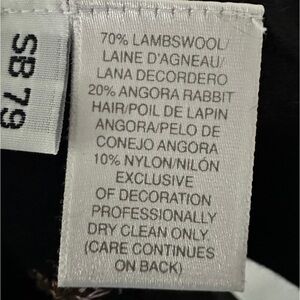 70% LAMBSWOOL/
LAINE D'AGNEAU/
LANA DECORDERO
20% ANGORA RABBIT
HAIR/POIL DE LAPIN
ANGORA/PELO DE
CONEJO ANGORA
10% NYLON/NILÓN
EXCLUSIVE
OF DECORATION
PROFESSIONALLY
DRY CLEAN ONLY
(CARE CONTINUES
ON BACK)
SB 79